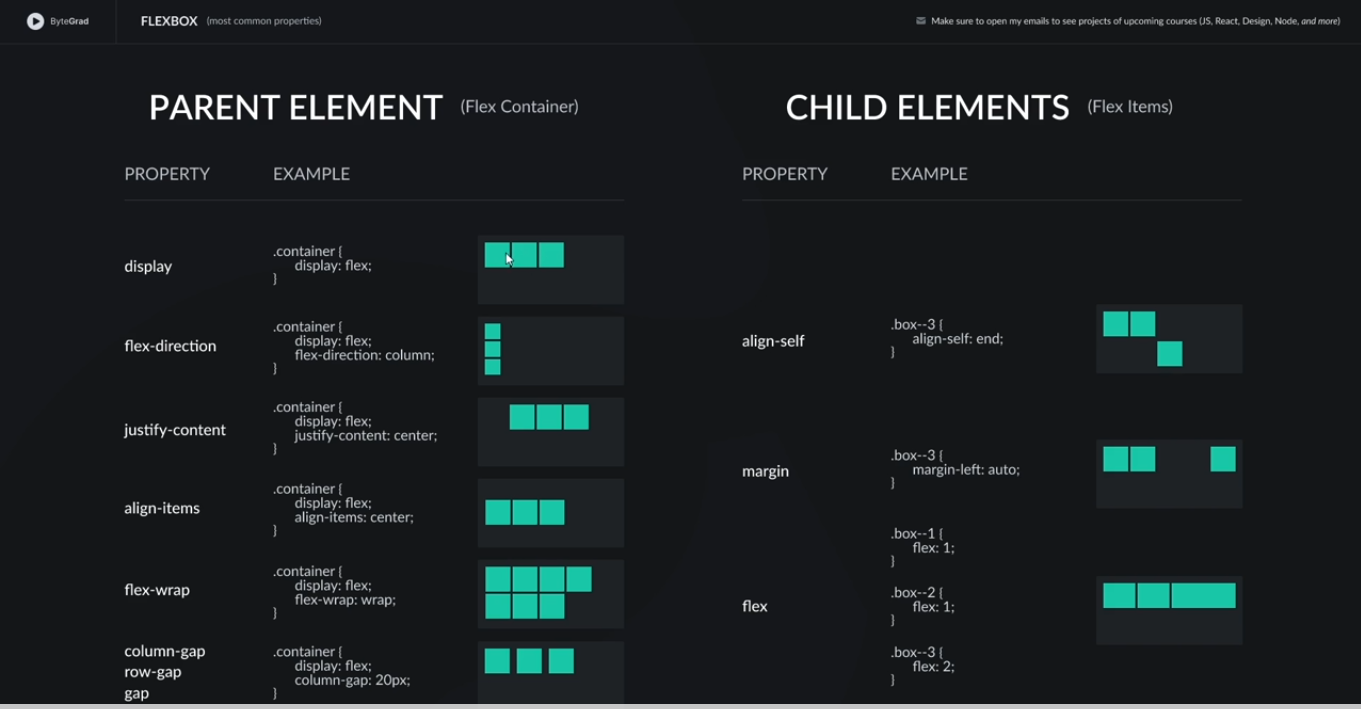 ByteGrad
FLEXBOX (most common properties)
Make sure to open my emails to see projects of upcoming courses (JS, React, Design, Node, and more)
PARENT ELEMENT (Flex Container)
PROPERTY EXAMPLE
display
.container {
display: flex;
}
flex-direction
.container {
display: flex;
flex-direction: column;
}
justify-content
.container {
display: flex;
justify-content: center;
}
align-items
.container {
display: flex;
align-items: center;
}
flex-wrap
.container {
display: flex;
flex-wrap: wrap;
}
column-gap
row-gap
gap
.container {
display: flex;
column-gap: 20px;
}
CHILD ELEMENTS (Flex Items)
PROPERTY EXAMPLE
align-self
.box--3 {
align-self: end;
}
margin
.box--3 {
margin-left: auto;
}
flex
.box--1 {
flex: 1;
}
.box--2 {
flex: 1;
}
.box--3 {
flex: 2;
}